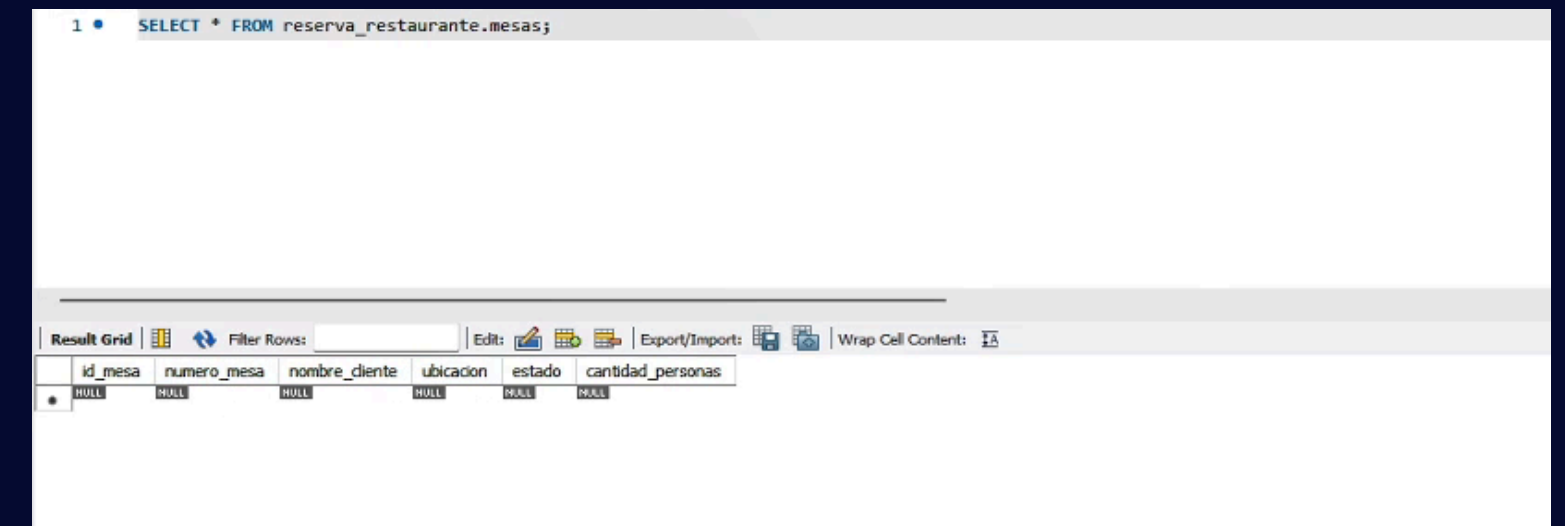 1 SELECT * FROM reserva_restaurante.mesas;
Result Grid Filter Rows: Edit: Export/Import: Wrap Cell Content: IA
id_mesa numero_mesa nombre_cliente ubicacion estado cantidad_personas
NULL NULL NULL NULL NULL NULL